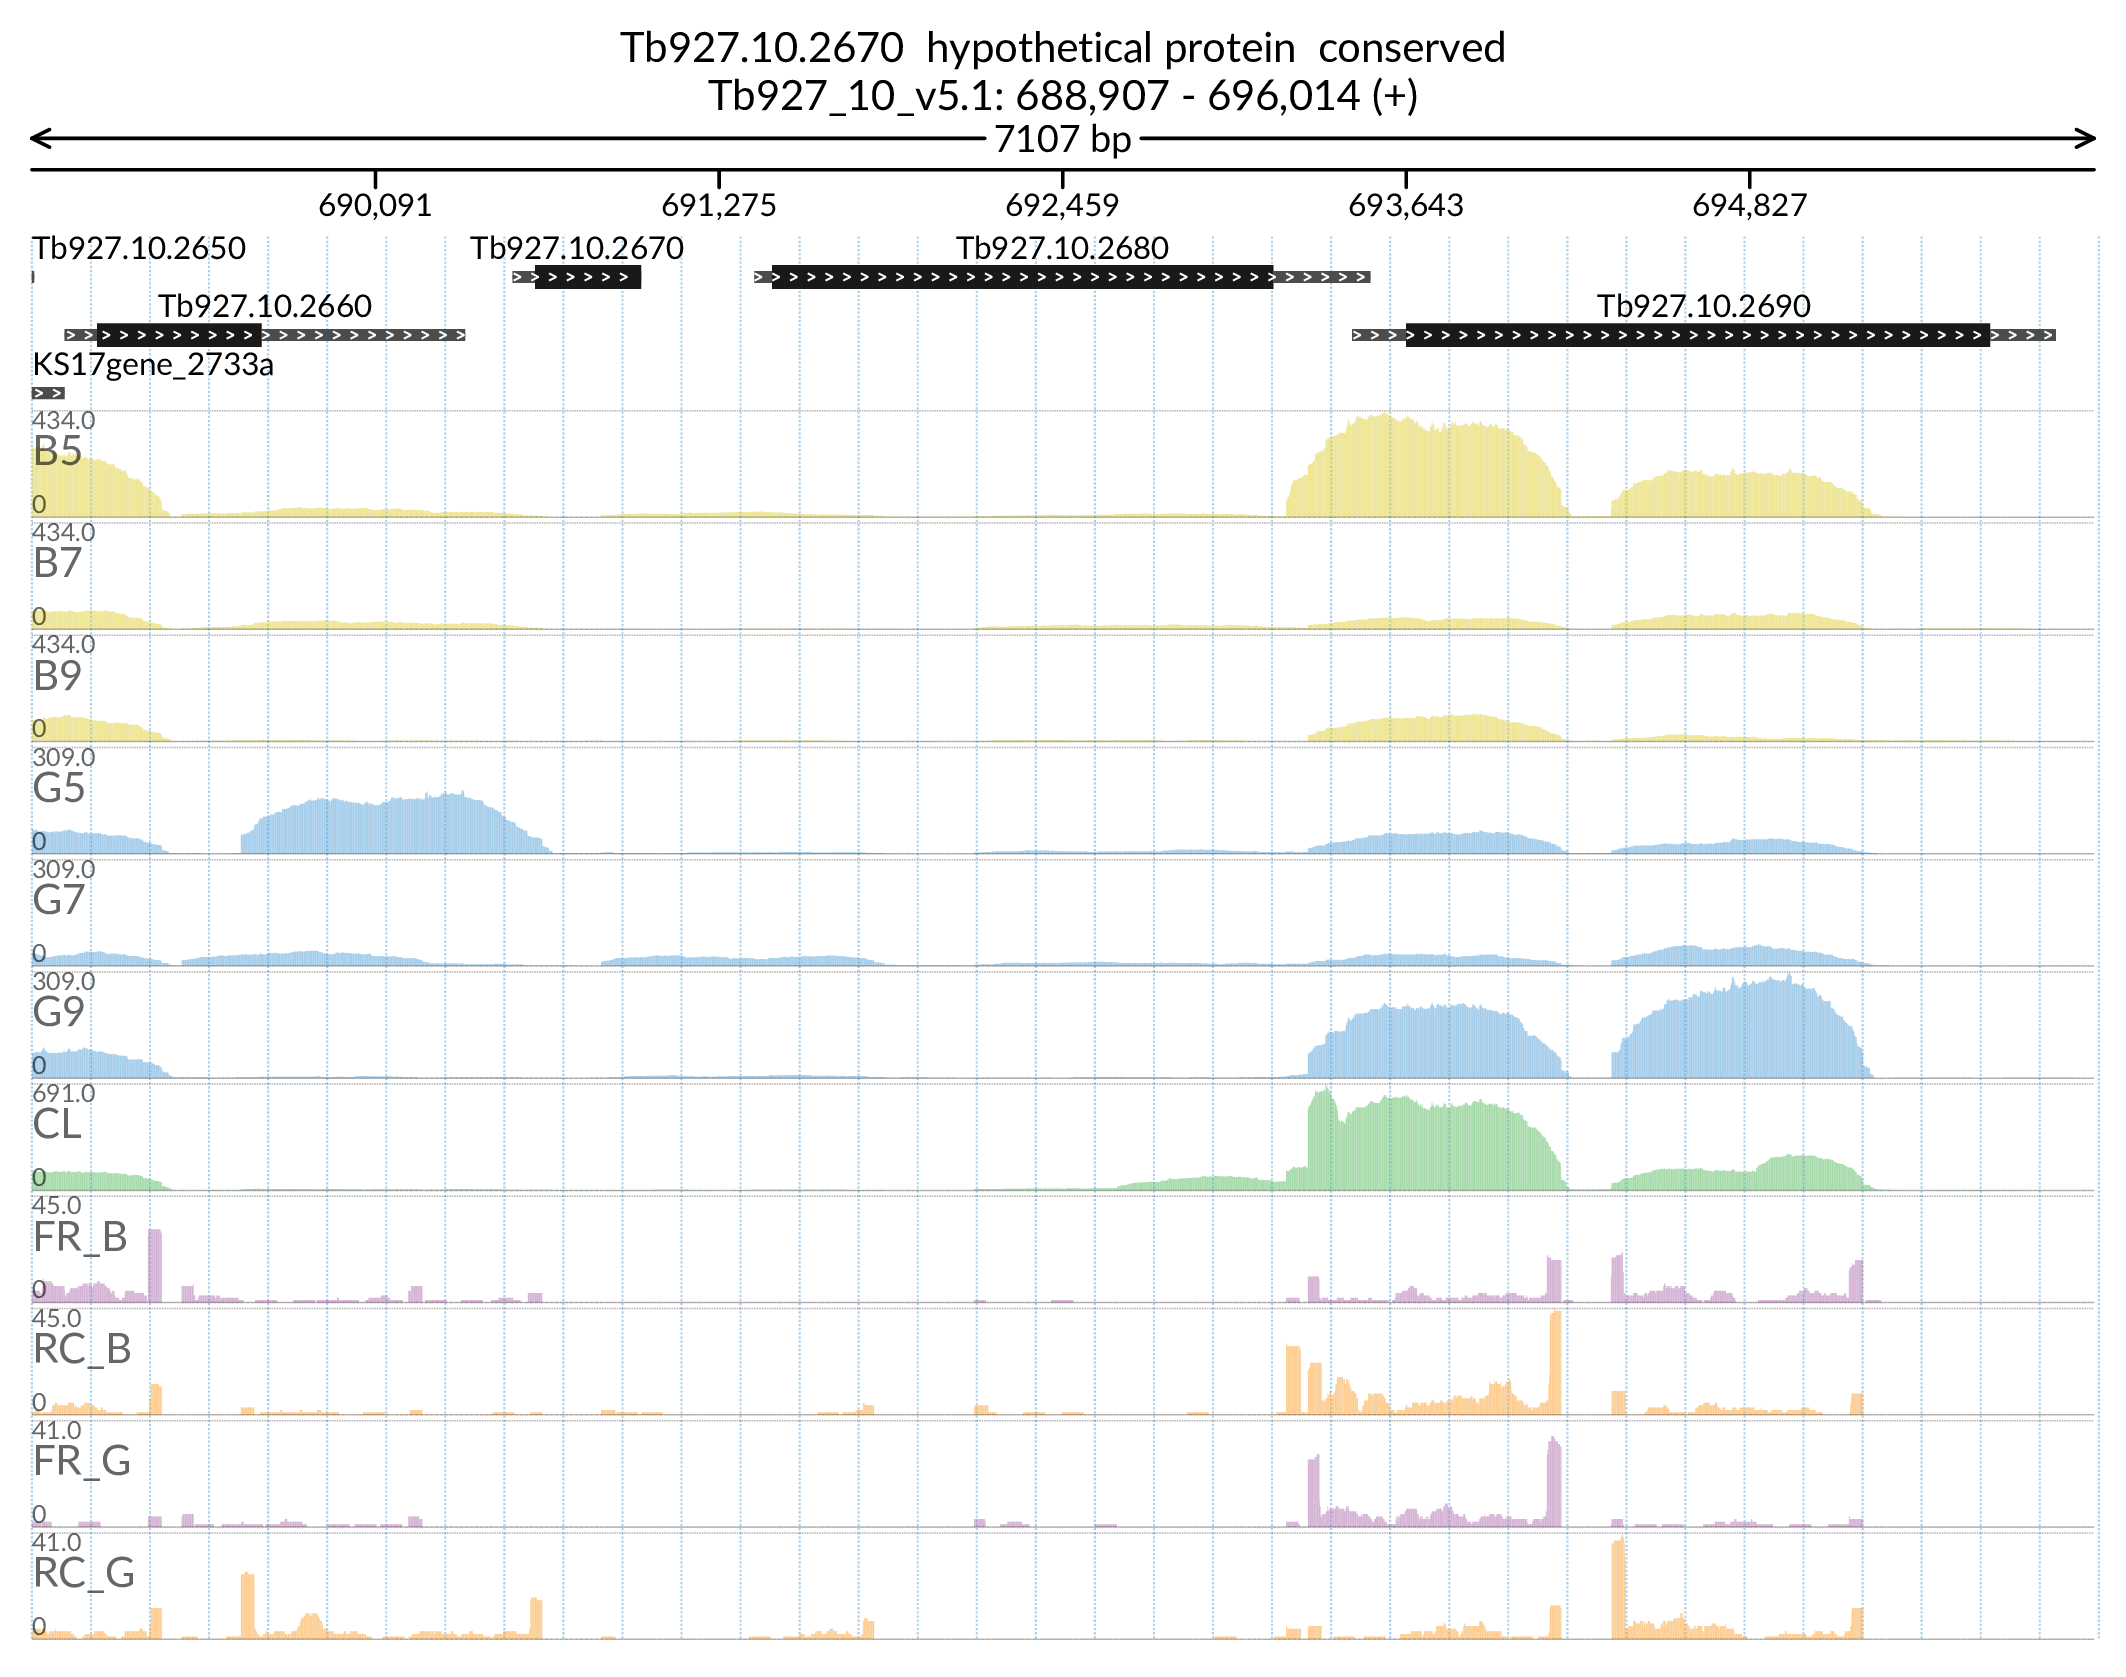 Tb927.10.2670 hypothetical protein conserved
Tb927_10_v5.1: 688,907 - 696,014 (+)
7107 bp
690,091 691,275 692,459 693,643 694,827
Tb927.10.2650 Tb927.10.2670 Tb927.10.2680
Tb927.10.2660 Tb927.10.2690
KS17gene_2733a
434.0
B5
0
434.0
B7
0
434.0
B9
0
309.0
G5
0
309.0
G7
0
309.0
G9
0
691.0
CL
0
45.0
FR_B
0
45.0
RC_B
0
41.0
FR_G
0
41.0
RC_G
0